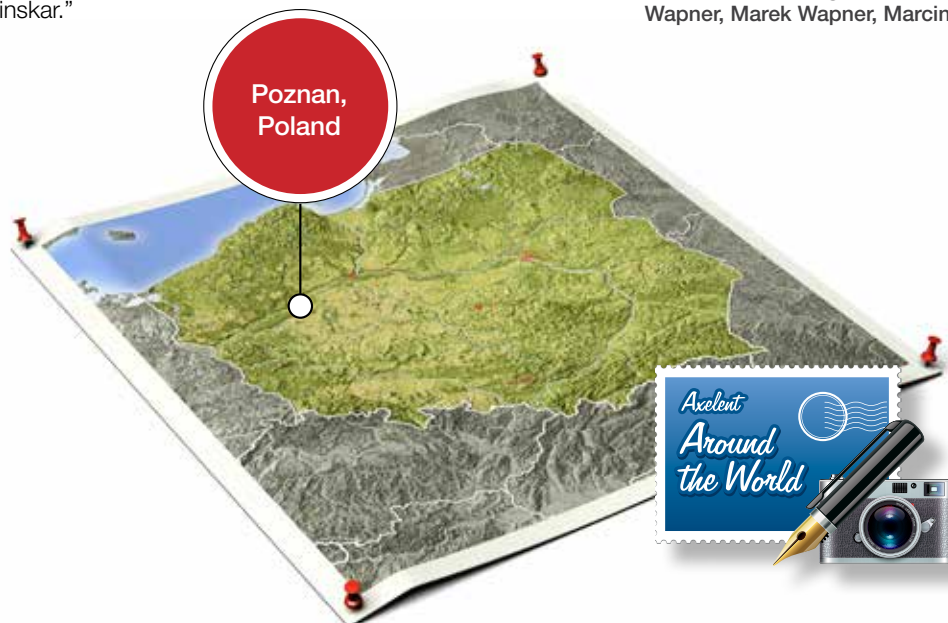 inskar.”
Wapner, Marek Wapner, Marcin
Poznan,
Poland
Axelent
Around
the World